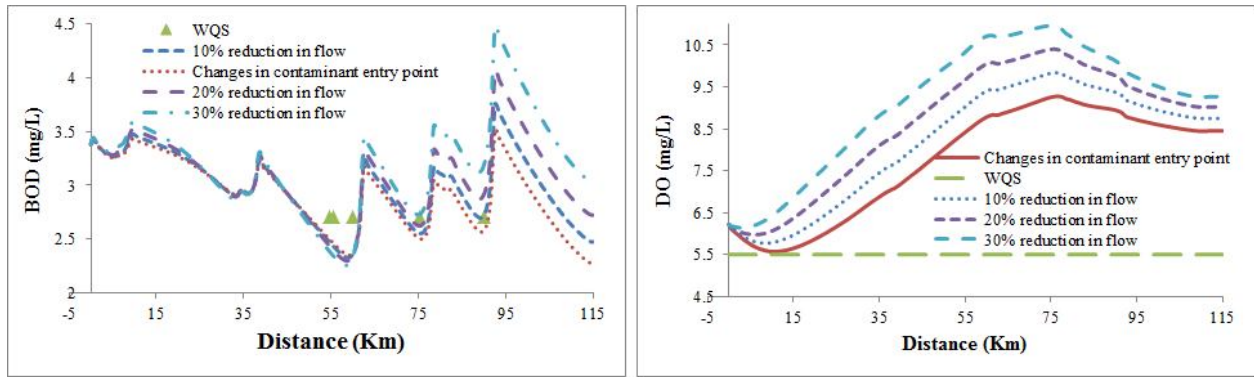 4.5
4
3.5
3
2.5
2
BOD (mg/L)
WQS
10% reduction in flow
Changes in contaminant entry point
20% reduction in flow
30% reduction in flow
-5 15 35 55 75 95 115
Distance (Km)
10.5
9.5
8.5
7.5
6.5
5.5
4.5
DO (mg/L)
Changes in contaminant entry point
WQS
10% reduction in flow
20% reduction in flow
30% reduction in flow
-5 15 35 55 75 95 115
Distance (Km)